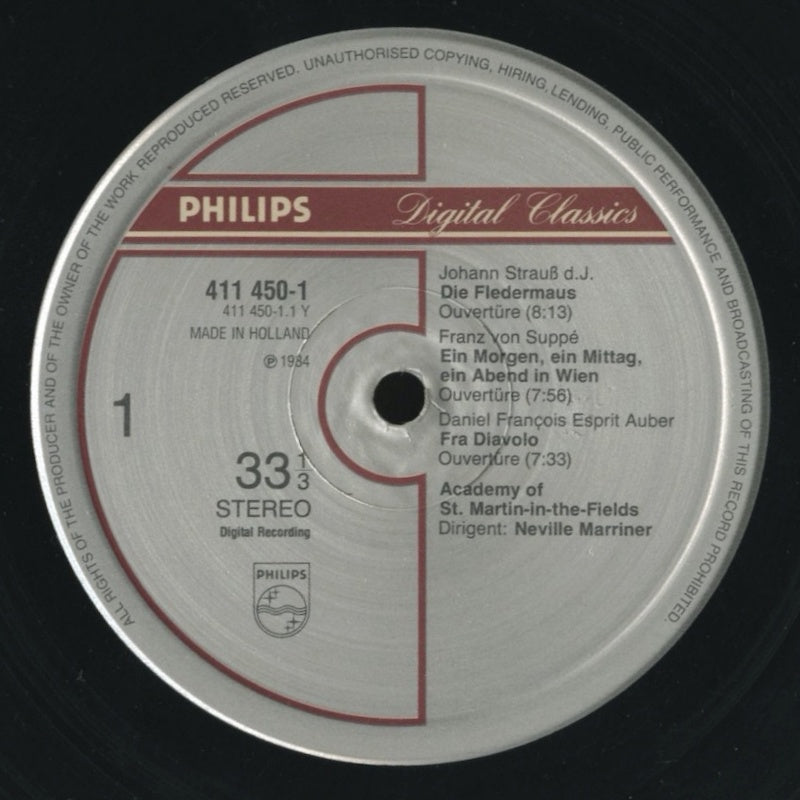 ALL RIGHTS OF THE PRODUCER AND OF THE OWNER OF THE WORK REPRODUCED RESERVED. UNAUTHORISED COPYING, HIRING, LENDING, PUBLIC PERFORMANCE AND BROADCASTING OF THIS RECORD PROHIBITED.
PHILIPS Digital Classics
411 450-1
411 450-1.1 Y
MADE IN HOLLAND
℗ 1984
1
33 1/3
STEREO
Digital Recording
PHILIPS
Johann Strauß d.J.
Die Fledermaus
Ouvertüre (8:13)
Franz von Suppé
Ein Morgen, ein Mittag,
ein Abend in Wien
Ouvertüre (7:56)
Daniel François Esprit Auber
Fra Diavolo
Ouvertüre (7:33)
Academy of
St. Martin-in-the-Fields
Dirigent: Neville Marriner